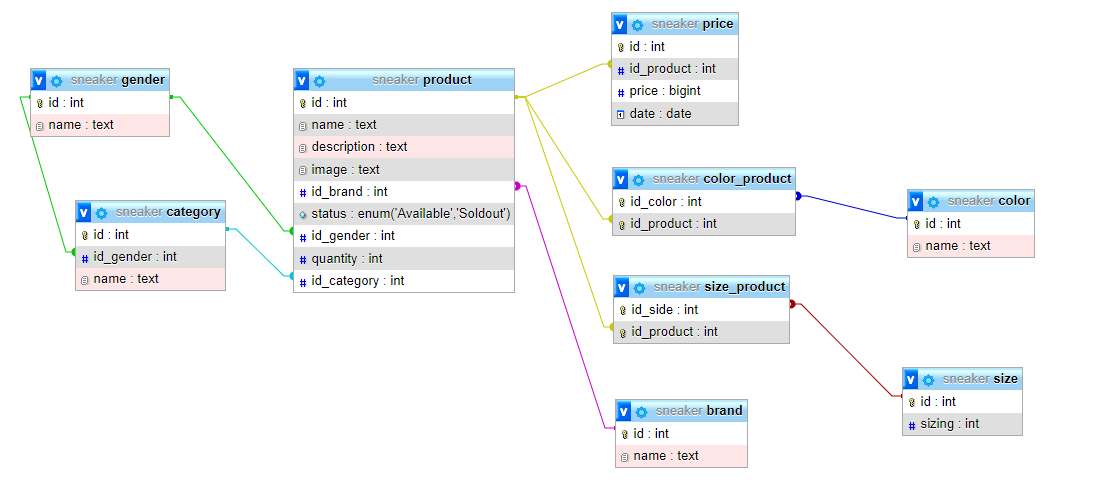 sneaker gender
id : int
name : text
sneaker category
id : int
id_gender : int
name : text
sneaker product
id : int
name : text
description : text
image : text
id_brand : int
status : enum('Available','Soldout')
id_gender : int
quantity : int
id_category : int
sneaker price
id : int
id_product : int
price : bigint
date : date
sneaker color_product
id_color : int
id_product : int
sneaker size_product
id_side : int
id_product : int
sneaker brand
id : int
name : text
sneaker color
id : int
name : text
sneaker size
id : int
sizing : int